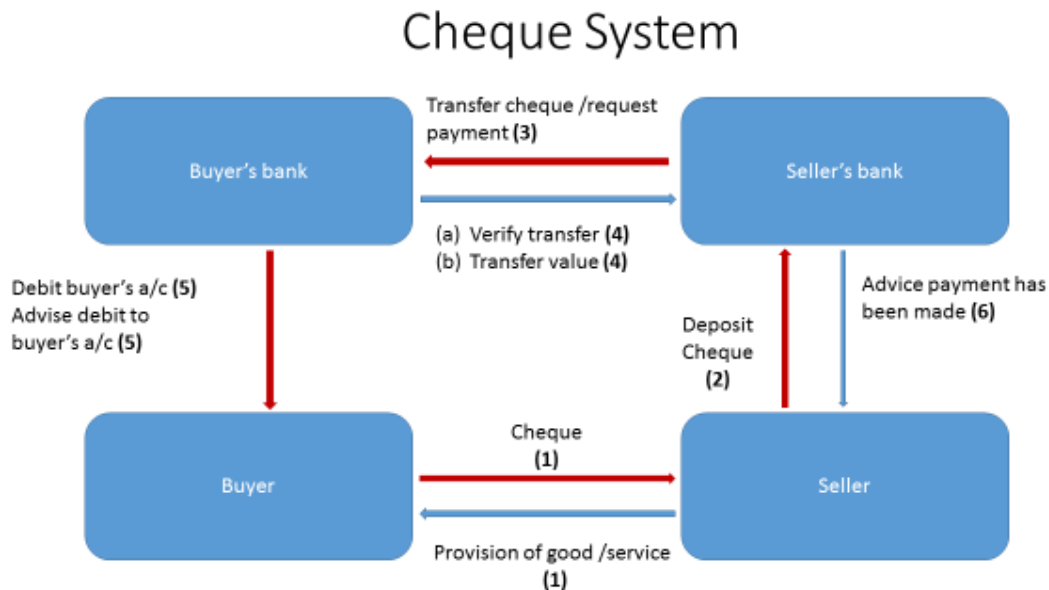 Cheque System
Transfer cheque /request
payment (3)
Buyer's bank
Seller's bank
(a) Verify transfer (4)
(b) Transfer value (4)
Debit buyer's a/c (5)
Advise debit to
buyer's a/c (5)
Advice payment has
been made (6)
Deposit
Cheque
(2)
Cheque
(1)
Buyer
Seller
Provision of good /service
(1)